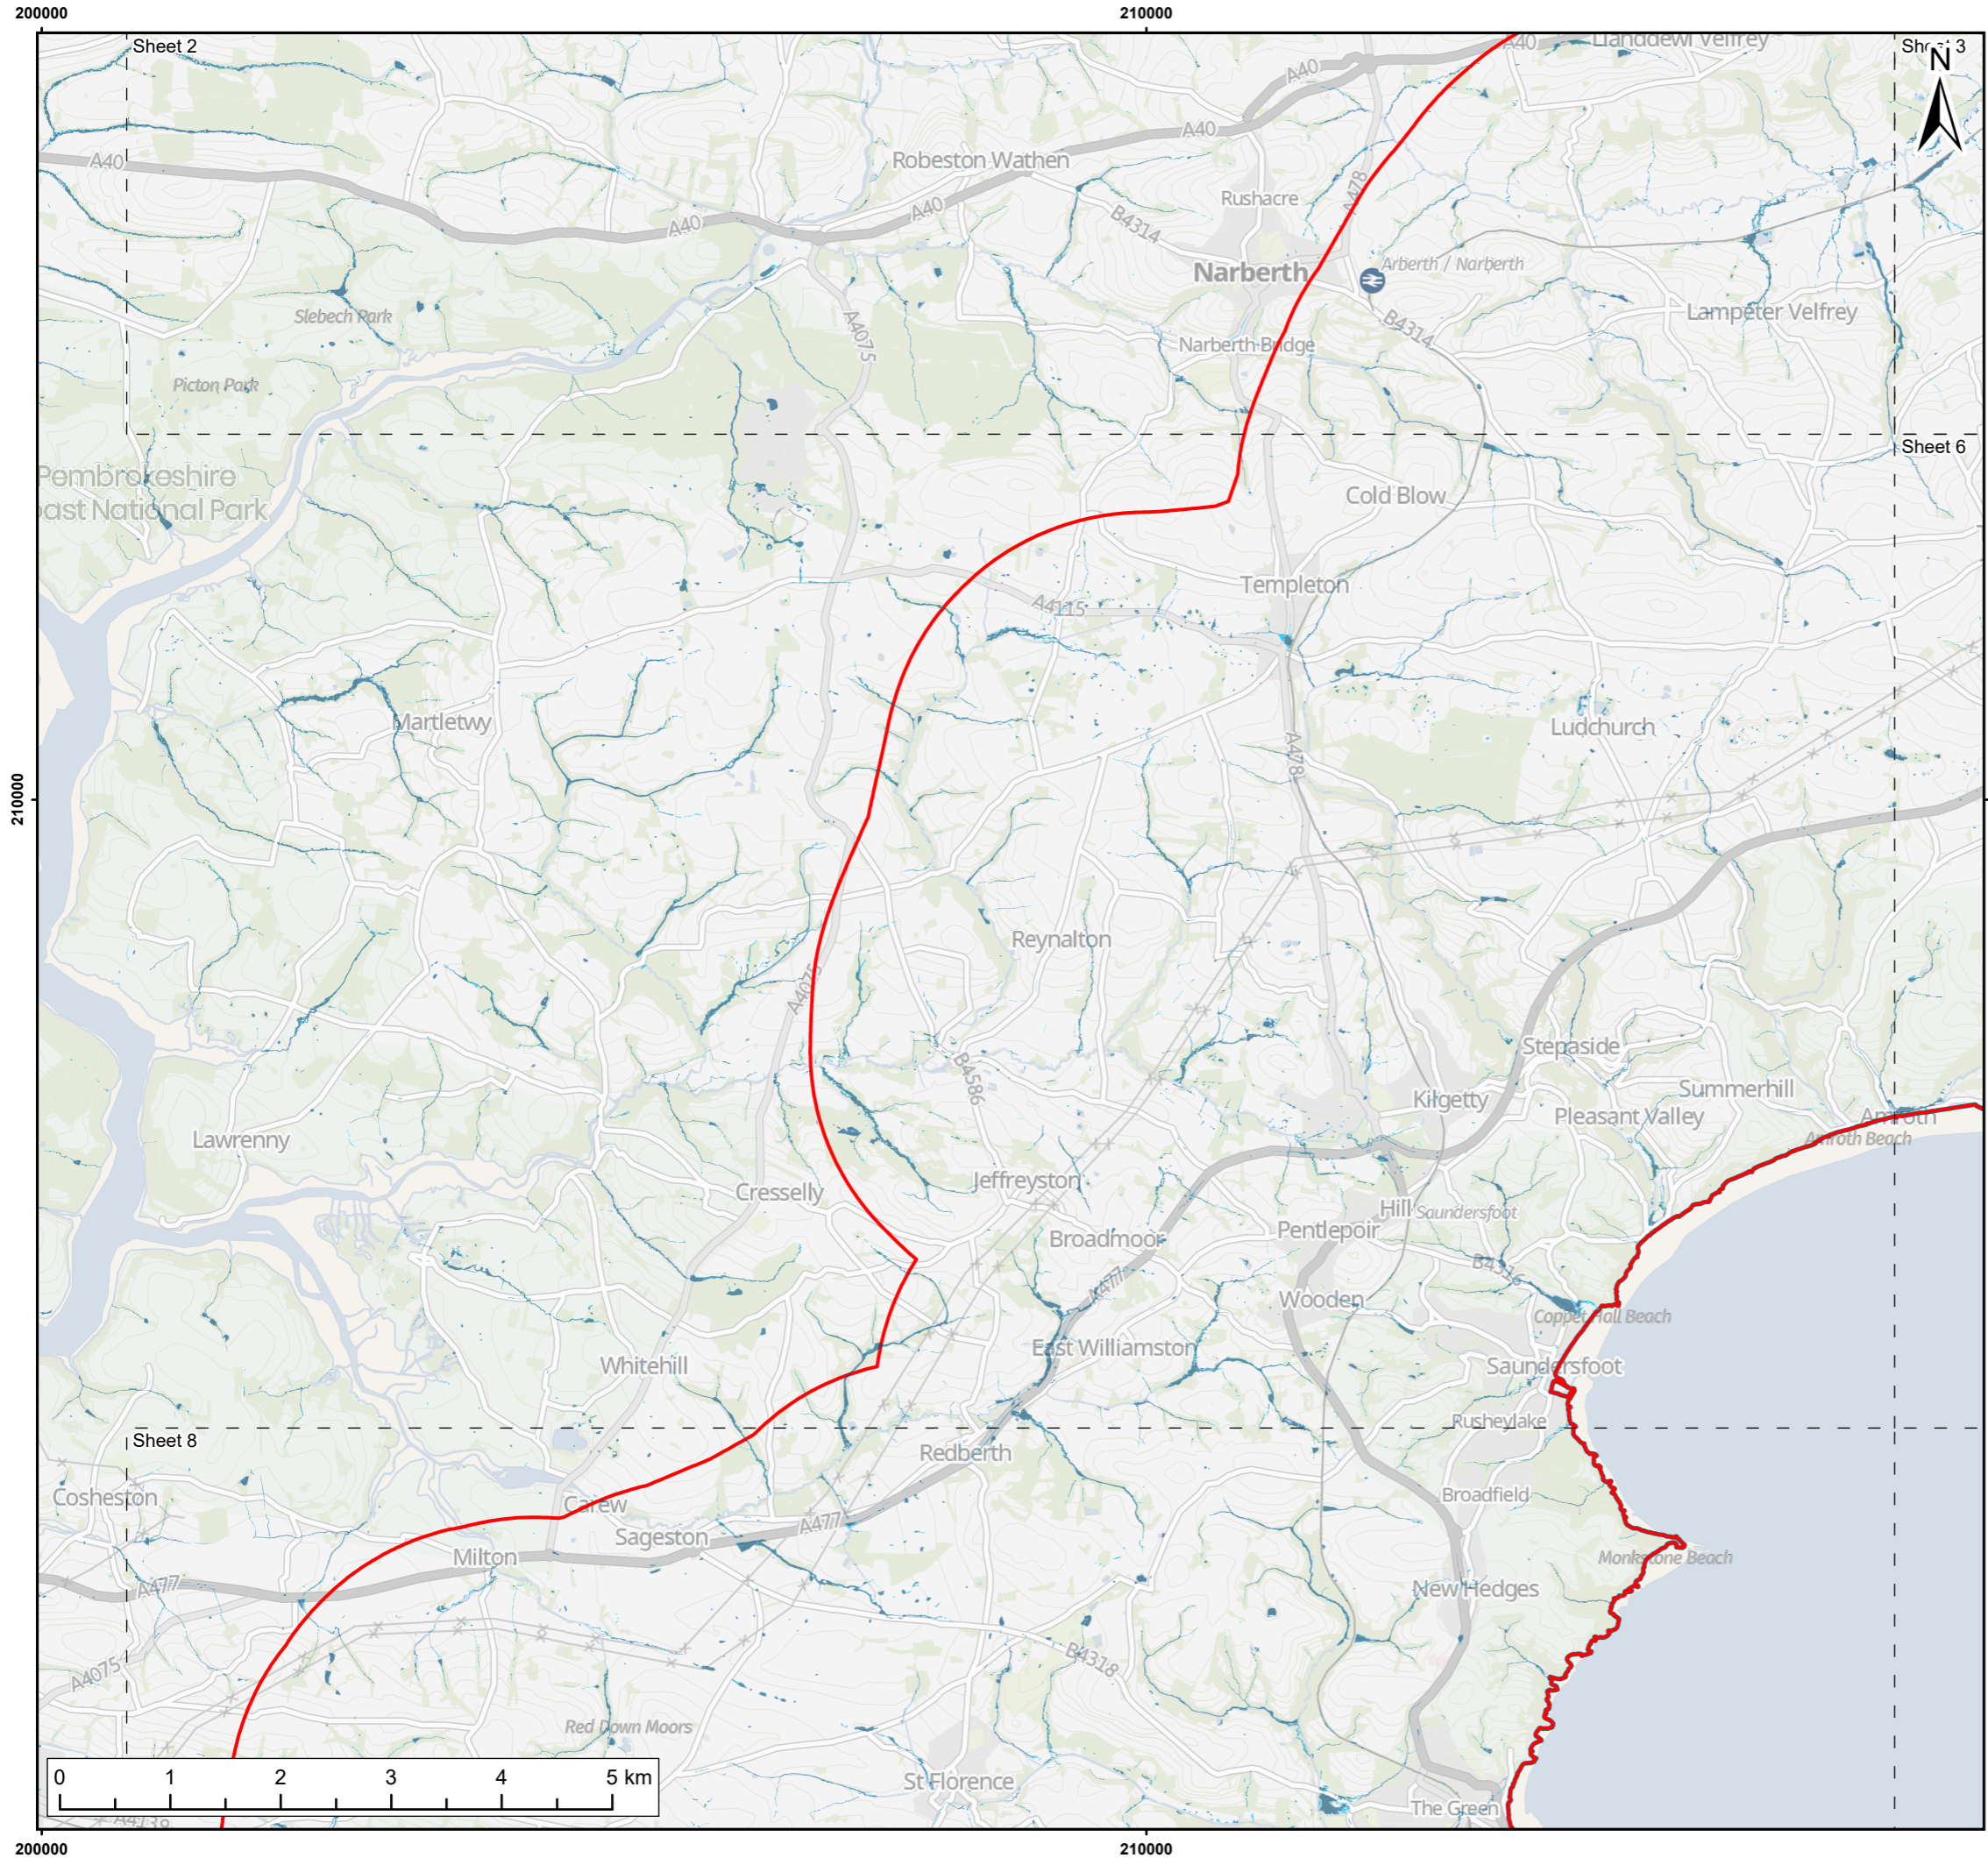 200000
210000
Sheet 2
Sheet 3
N
A40
Llanddewi Velfrey
A40
A40
A40
Robeston Wathen
Rushacre
A478
A40
A40
B4314
Narberth
Arberth / Narberth
Slebech Park
A4075
Narberth Bridge
B4314
Lampeter Velfrey
Picton Park
Sheet 6
Pembrokeshire
oast National Park
Cold Blow
Templeton
A4115
Martletwy
A478
Ludchurch
210000
Reynalton
A4075
Stepaside
B4586
Summerhill
Kilgetty
Pleasant Valley
Amroth
Amroth Beach
Lawrenny
Cresselly
Jeffreyston
Hill
Saundersfoot
Pentlepoir
Broadmoor
B4316
A477
Wooden
Coppet Hall Beach
East Williamston
Whitehill
Saundersfoot
Rusheylake
Sheet 8
Redberth
Cosheston
Carew
Broadfield
A477
Sageston
Milton
Monkstone Beach
A477
New Hedges
A4075
B4318
Red Down Moors
0 1 2 3 4 5 km
St Florence
The Green
A4139
200000
210000